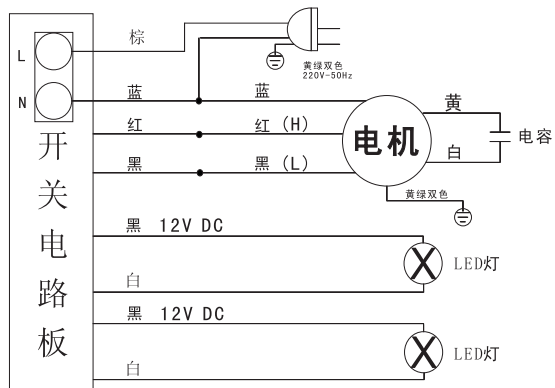 L
棕
黄绿双色
220V-50Hz
N
蓝
蓝
红
红(H)
黑
黑(L)
电机
黄
白
电容
黄绿双色
开关电路板
黑 12V DC
白
LED灯
黑 12V DC
白
LED灯